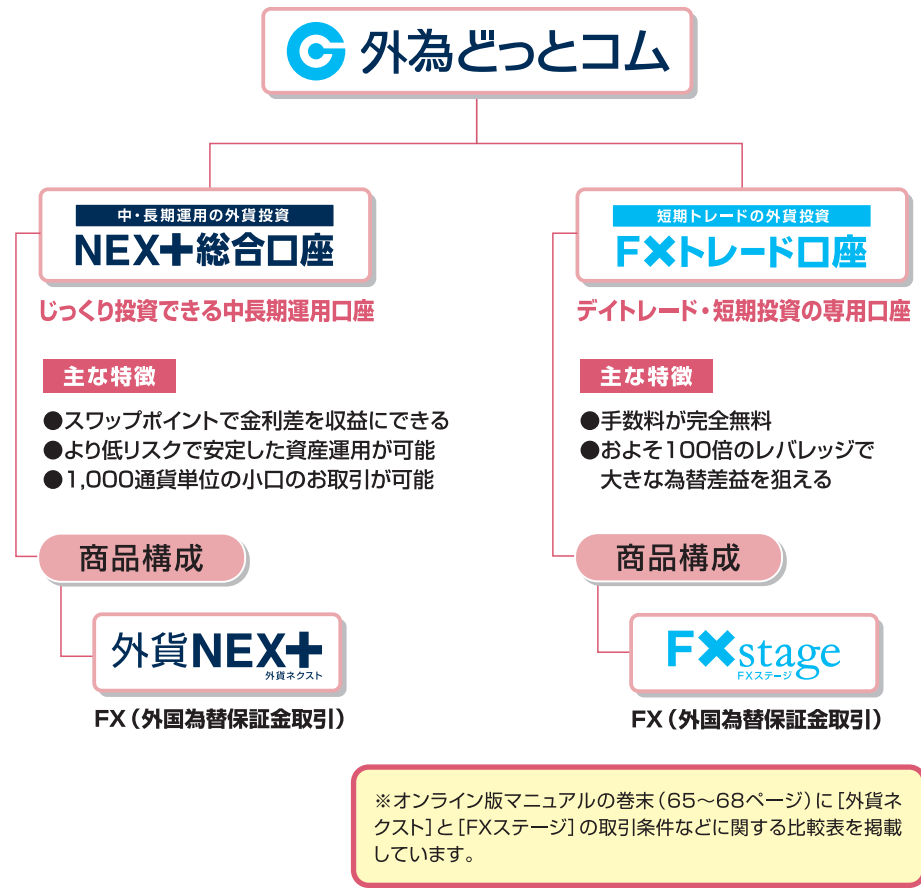 外為どっとコム
中・長期運用の外貨投資
NEX+総合口座
じっくり投資できる中長期運用口座
主な特徴
●スワップポイントで金利差を収益にできる
●より低リスクで安定した資産運用が可能
●1,000通貨単位の小口のお取引が可能
商品構成
外貨NEX+
外貨ネクスト
FX（外国為替保証金取引）
短期トレードの外貨投資
FXトレード口座
デイトレード・短期投資の専用口座
主な特徴
●手数料が完全無料
●およそ100倍のレバレッジで
大きな為替差益を狙える
商品構成
FXstage
FXステージ
FX（外国為替保証金取引）
※オンライン版マニュアルの巻末（65〜68ページ）に［外貨ネ
クスト］と［FXステージ］の取引条件などに関する比較表を掲載
しています。